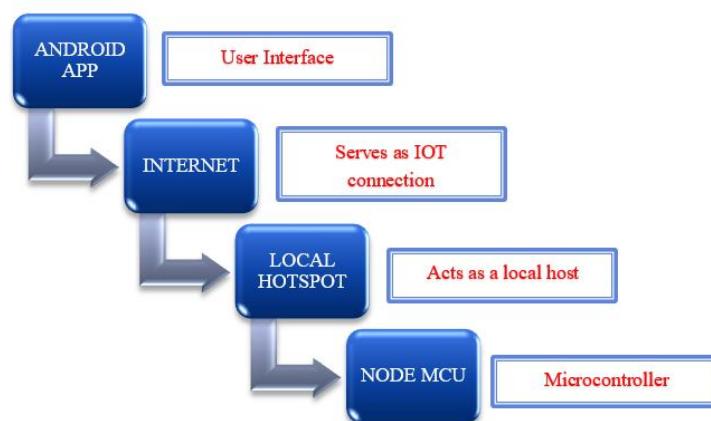 ANDROID
APP
User Interface
INTERNET
Serves as IOT
connection
LOCAL
HOTSPOT
Acts as a local host
NODE MCU
Microcontroller